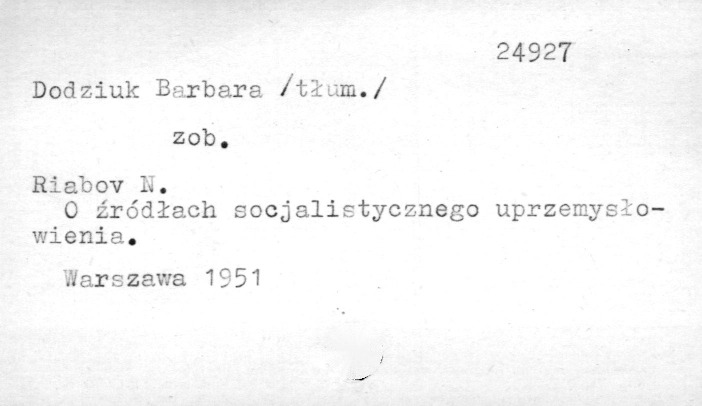 24927
Dodziuk Barbara /tłum./
zob.
Riabov N.
O źródłach socjalistycznego uprzemysło-
wienia.
Warszawa 1951